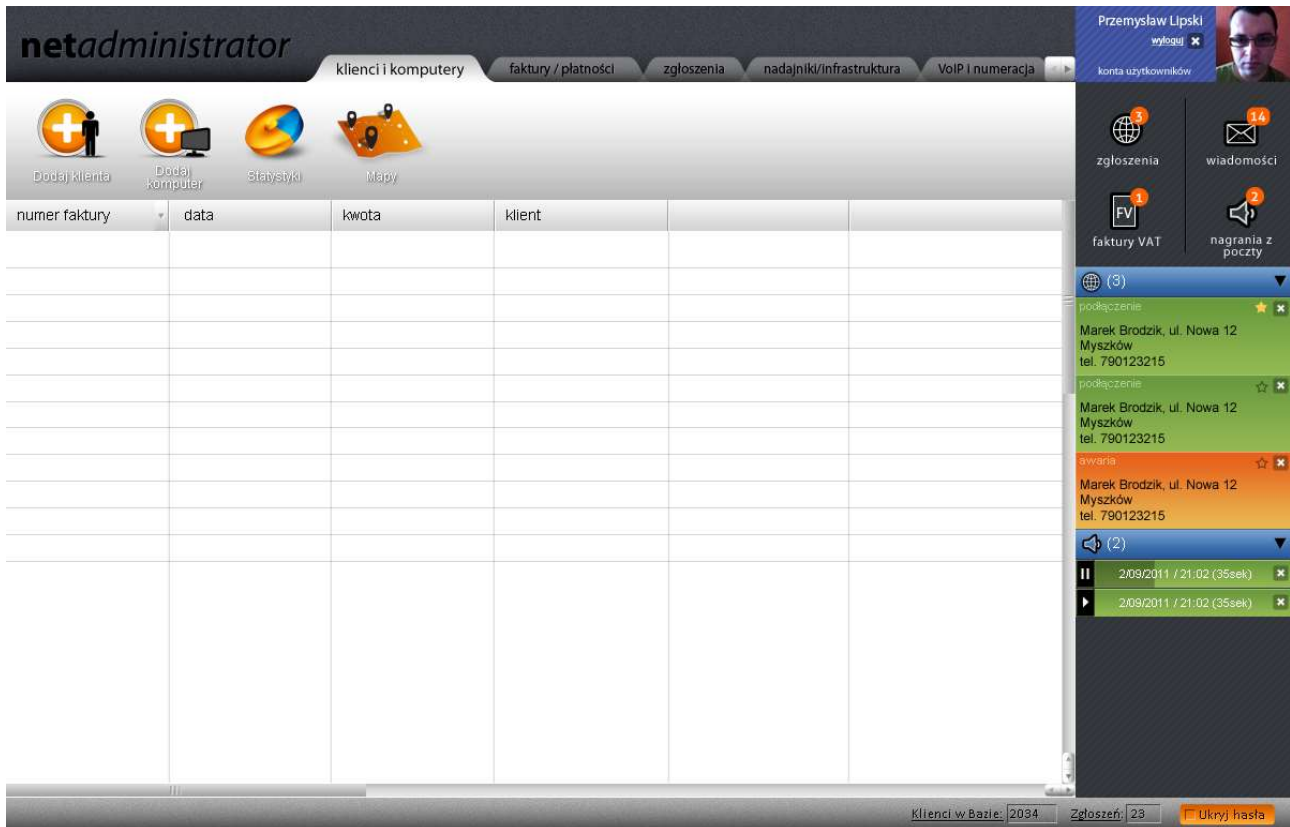 netadministrator
klienci i komputery
faktury / płatności
zgłoszenia
nadajniki/infrastruktura
VoIP i numeracja
Przemysław Lipski
wyloguj
konta użytkowników
Dodaj klienta
Dodaj
komputer
Statystyki
Mapy
3
zgłoszenia
14
wiadomości
FV
1
faktury VAT
2
nagrania z
poczty
numer faktury
data
kwota
klient
(3)
podłączenie
Marek Brodzik, ul. Nowa 12
Myszków
tel. 790123215
podłączenie
Marek Brodzik, ul. Nowa 12
Myszków
tel. 790123215
awaria
Marek Brodzik, ul. Nowa 12
Myszków
tel. 790123215
(2)
2/09/2011 / 21:02 (35sek)
2/09/2011 / 21:02 (35sek)
Klienci w Bazie: 2034
Zgłoszeń: 23
Ukryj hasła